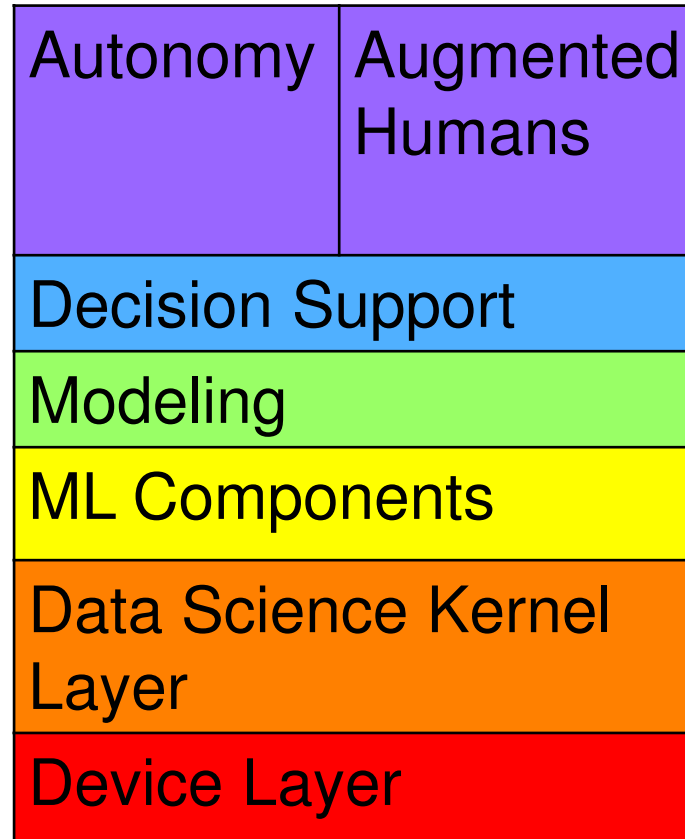 Autonomy
Augmented
Humans
Decision Support
Modeling
ML Components
Data Science Kernel
Layer
Device Layer